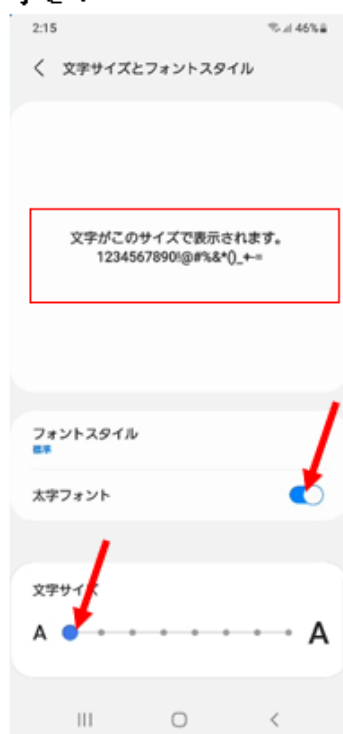 2:15
46%
文字サイズとフォントスタイル
文字がこのサイズで表示されます。
1234567890!@#%&*()_+-=
フォントスタイル
標準
太字フォント
文字サイズ
A A